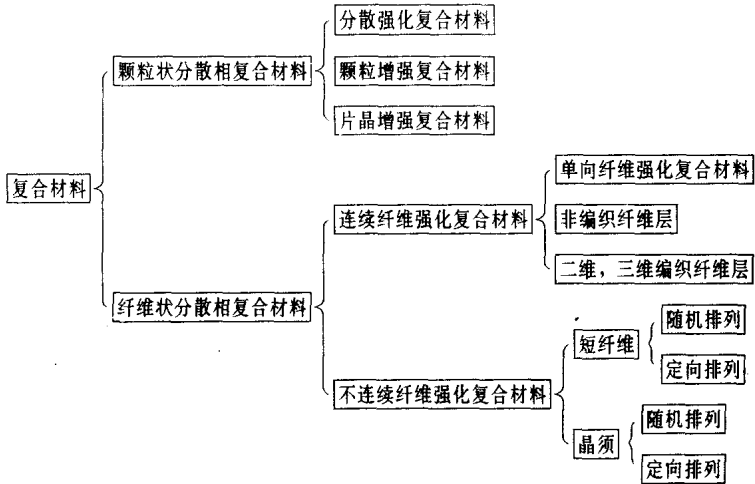 分散强化复合材料
颗粒状分散相复合材料
颗粒增强复合材料
片晶增强复合材料
复合材料
单向纤维强化复合材料
连续纤维强化复合材料
非编织纤维层
二维，三维编织纤维层
纤维状分散相复合材料
随机排列
短纤维
定向排列
不连续纤维强化复合材料
随机排列
晶须
定向排列